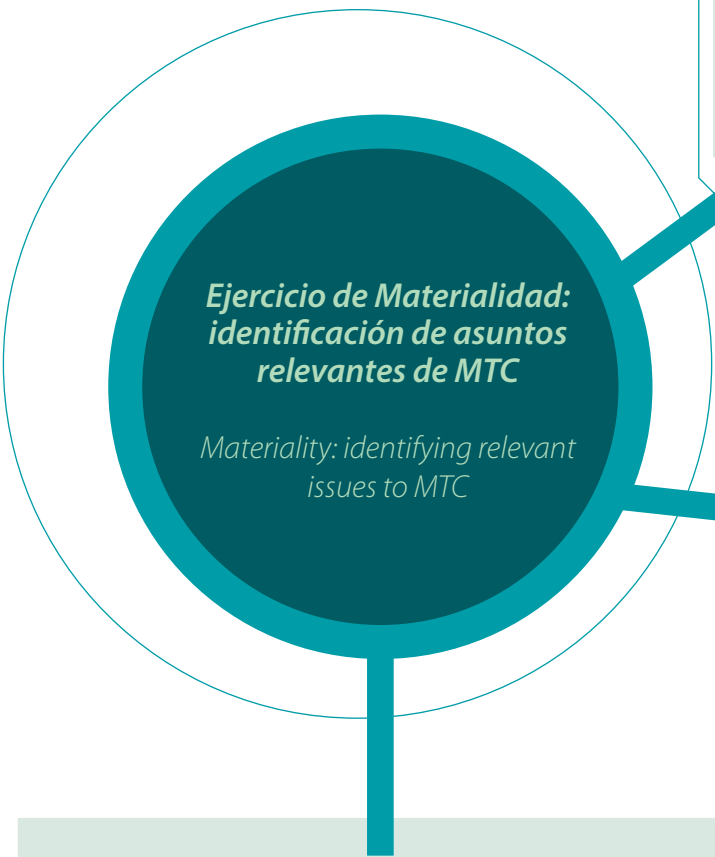 Ejercicio de Materialidad:
identificación de asuntos
relevantes de MTC
Materiality: identifying relevant
issues to MTC